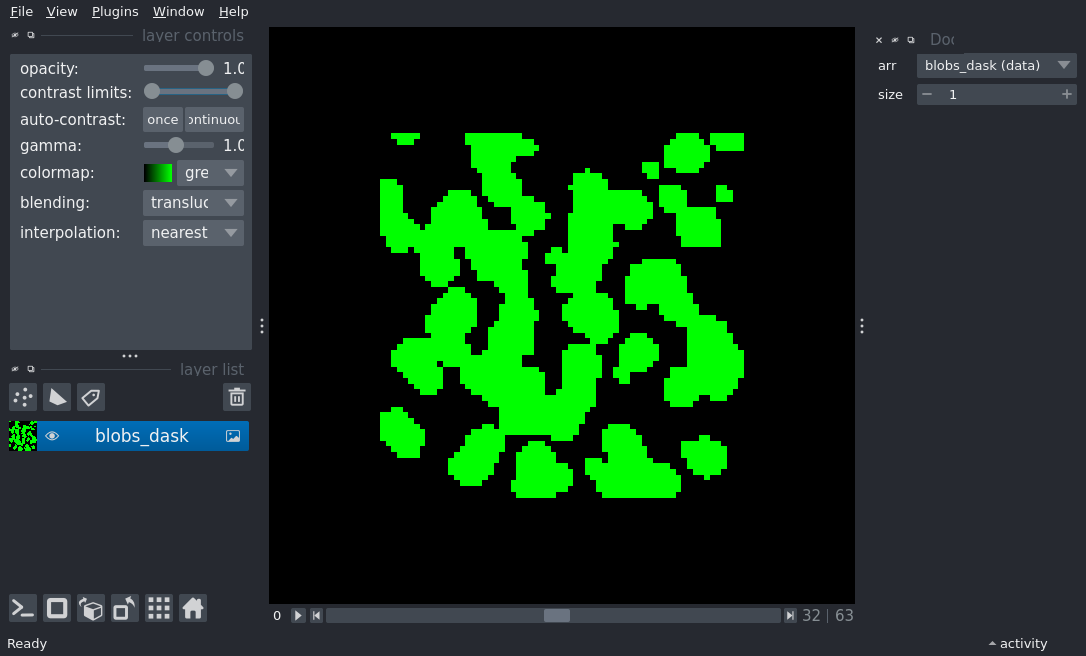 File View Plugins Window Help
layer controls
opacity: 1.0
contrast limits:
auto-contrast: once ontinuou
gamma: 1.0
colormap: gre
blending: transluc
interpolation: nearest
layer list
blobs_dask
0 32 | 63
Ready
Doc
arr blobs_dask (data)
size 1
activity